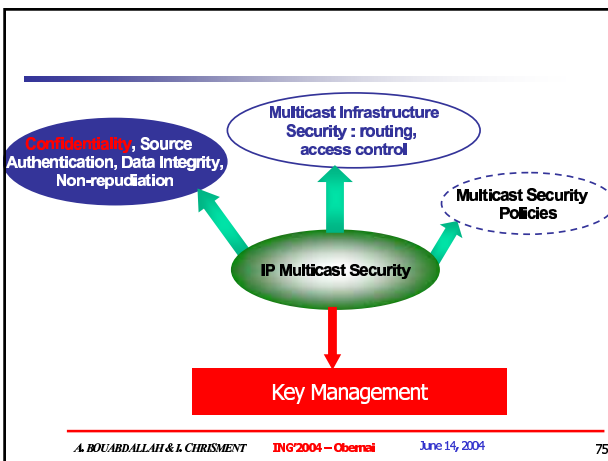 Multicast Infrastructure
Security : routing,
access control
Confidentiality, Source
Authentication, Data Integrity,
Non-repudiation
Multicast Security
Policies
IP Multicast Security
Key Management
A. BOUABDALLAH & I. CHRISMENT ING'2004 – Obernai June 14, 2004 75